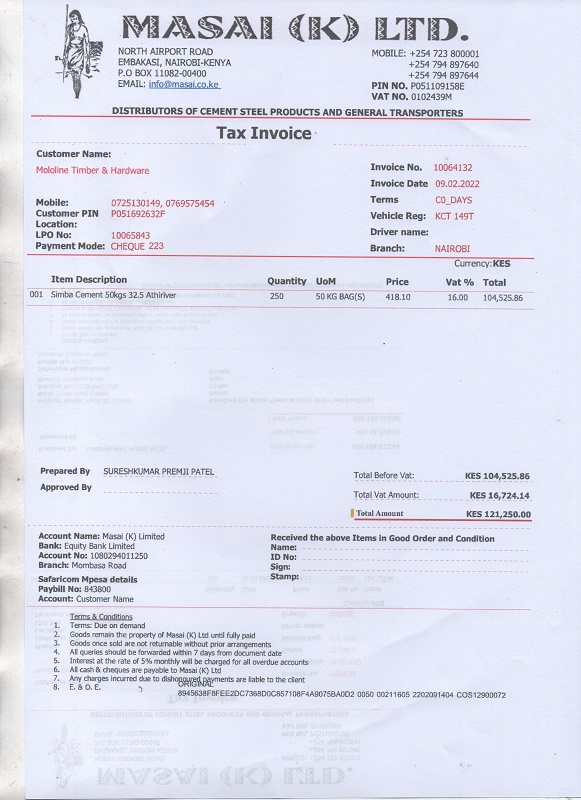 MASAI (K) LTD.
NORTH AIRPORT ROAD
EMBAKASI, NAIROBI-KENYA
P.O BOX 11082-00400
EMAIL: info@masai.co.ke
MOBILE: +254 723 800001
+254 794 897640
+254 794 897644
PIN NO. P051109158E
VAT NO. 0102439M
DISTRIBUTORS OF CEMENT STEEL PRODUCTS AND GENERAL TRANSPORTERS
Tax Invoice
Customer Name:
Mololine Timber & Hardware
Mobile: 0725130149, 0769575454
Customer PIN P051692632F
Location:
LPO No: 10065843
Payment Mode: CHEQUE 223
Invoice No. 10064132
Invoice Date 09.02.2022
Terms C0_DAYS
Vehicle Reg: KCT 149T
Driver name:
Branch: NAIROBI
Currency:KES
Item Description Quantity UoM Price Vat % Total
001 Simba Cement 50kgs 32.5 Athiriver 250 50 KG BAG(S) 418.10 16.00 104,525.86
Prepared By SURESHKUMAR PREMJI PATEL
Approved By
Total Before Vat: KES 104,525.86
Total Vat Amount: KES 16,724.14
Total Amount KES 121,250.00
Account Name: Masai (K) Limited
Bank: Equity Bank Limited
Account No: 1080294011250
Branch: Mombasa Road
Safaricom Mpesa details
Paybill No: 843800
Account: Customer Name
Received the above Items in Good Order and Condition
Name:
ID No:
Sign:
Stamp:
Terms & Conditions
1. Terms: Due on demand
2. Goods remain the property of Masai (K) Ltd until fully paid
3. Goods once sold are not returnable without prior arrangements
4. All queries should be forwarded within 7 days from document date
5. Interest at the rate of 5% monthly will be charged for all overdue accounts
6. All cash & cheques are payable to Masai (K) Ltd
7. Any charges incurred due to dishonoured payments are liable to the client
8. E. & O. E.
ORIGINAL
8945638F8FEE2DC7368D0C857108F4A9075BA0D2 0050 00211605 2202091404 COS12900072